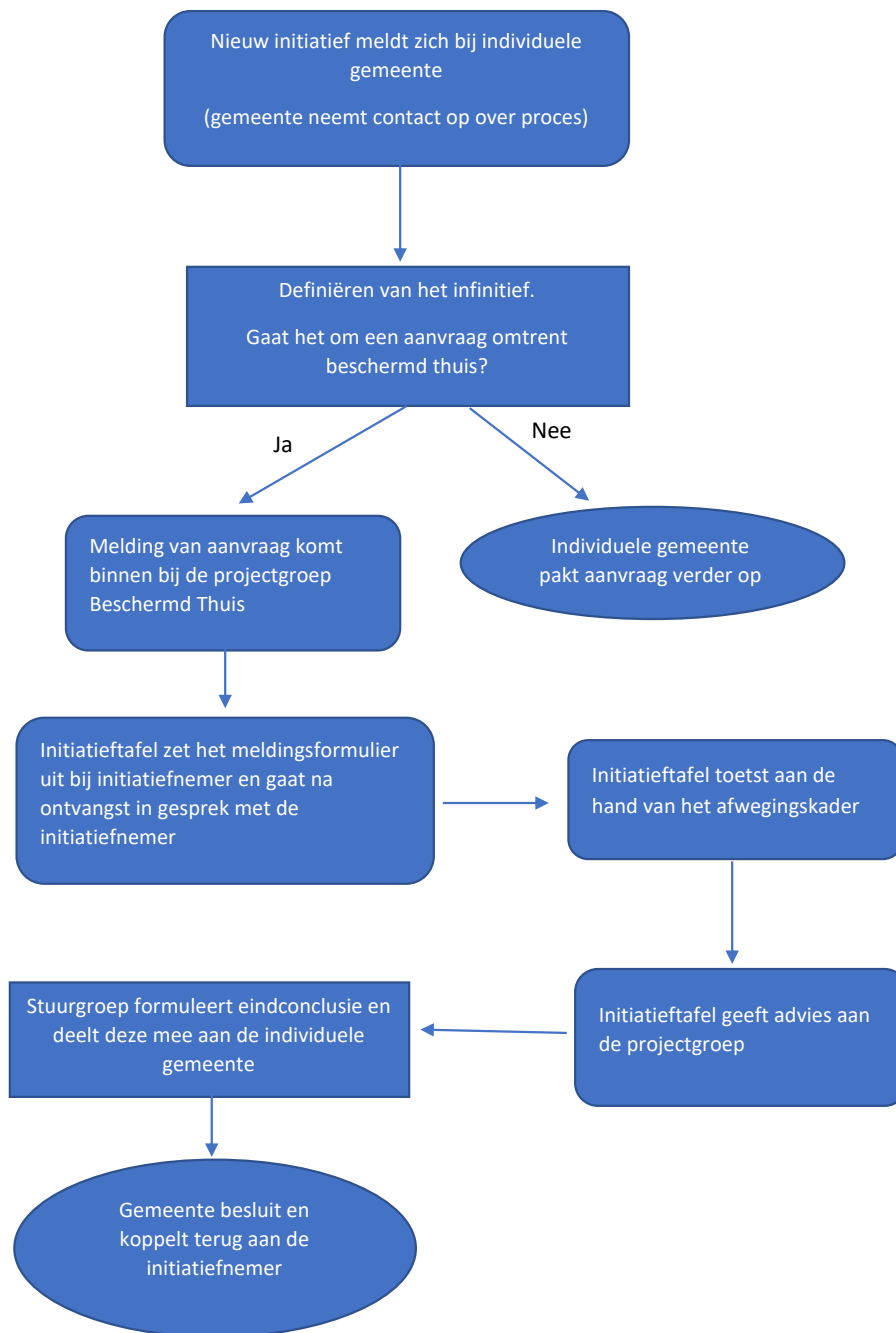 Nieuw initiatief meldt zich bij individuele
gemeente
(gemeente neemt contact op over proces)
Definiëren van het infinitief.
Gaat het om een aanvraag omtrent
beschermd thuis?
Ja
Nee
Melding van aanvraag komt
binnen bij de projectgroep
Beschermd Thuis
Individuele gemeente
pakt aanvraag verder op
Initiatieftafel zet het meldingsformulier
uit bij initiatiefnemer en gaat na
ontvangst in gesprek met de
initiatiefnemer
Initiatieftafel toetst aan de
hand van het afwegingskader
Stuurgroep formuleert eindconclusie en
deelt deze mee aan de individuele
gemeente
Initiatieftafel geeft advies aan
de projectgroep
Gemeente besluit en
koppelt terug aan de
initiatiefnemer